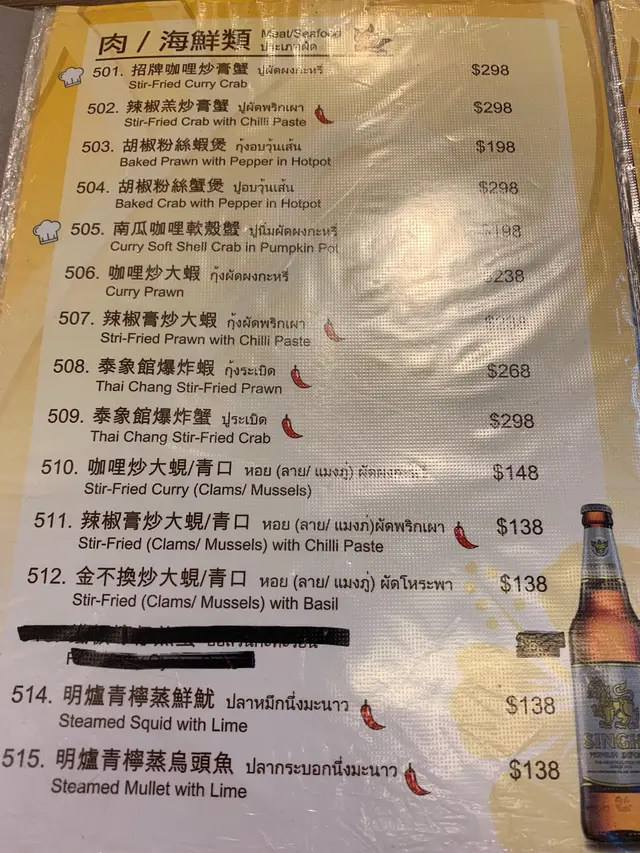 肉 / 海鮮類 Meat/Seafood
ประเภทผัด
501. 招牌咖哩炒膏蟹 ปูผัดผงกะหรี่ $298
Stir-Fried Curry Crab
502. 辣椒羔炒膏蟹 ปูผัดพริกเผา $298
Stir-Fried Crab with Chilli Paste
503. 胡椒粉絲蝦煲 กุ้งอบวุ้นเส้น $198
Baked Prawn with Pepper in Hotpot
504. 胡椒粉絲蟹煲 ปูอบวุ้นเส้น $298
Baked Crab with Pepper in Hotpot
505. 南瓜咖哩軟殼蟹 ปูนิ่มผัดผงกะหรี่ $198
Curry Soft Shell Crab in Pumpkin Pot
506. 咖哩炒大蝦 กุ้งผัดผงกะหรี่ $238
Curry Prawn
507. 辣椒膏炒大蝦 กุ้งผัดพริกเผา
Stri-Fried Prawn with Chilli Paste
508. 泰象館爆炸蝦 กุ้งระเบิด $268
Thai Chang Stir-Fried Prawn
509. 泰象館爆炸蟹 ปูระเบิด $298
Thai Chang Stir-Fried Crab
510. 咖哩炒大蜆/青口 หอย (ลาย/ แมงภู่) $148
Stir-Fried Curry (Clams/ Mussels)
511. 辣椒膏炒大蜆/青口 หอย (ลาย/ แมงภู่)ผัดพริกเผา $138
Stir-Fried (Clams/ Mussels) with Chilli Paste
512. 金不換炒大蜆/青口 หอย (ลาย/ แมงภู่) ผัดโหระพา $138
Stir-Fried (Clams/ Mussels) with Basil
514. 明爐青檸蒸鮮魷 ปลาหมึกนึ่งมะนาว $138
Steamed Squid with Lime
515. 明爐青檸蒸烏頭魚 ปลากระบอกนึ่งมะนาว $138
Steamed Mullet with Lime